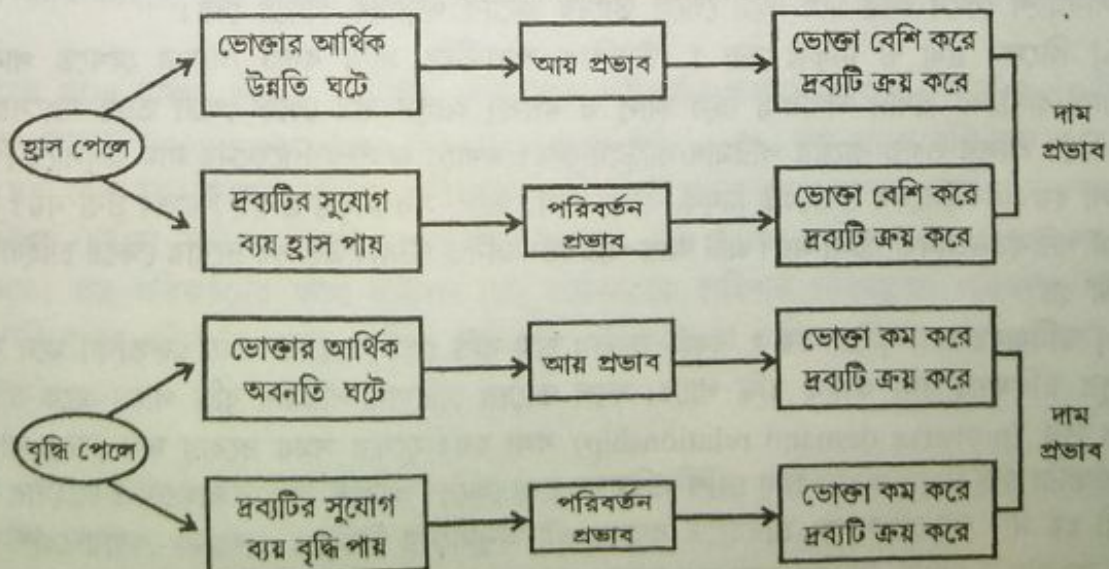 ভোক্তার আর্থিক
উন্নতি ঘটে
আয় প্রভাব
ভোক্তা বেশি করে
দ্রব্যটি ক্রয় করে
হ্রাস পেলে
দাম
প্রভাব
দ্রব্যটির সুযোগ
ব্যয় হ্রাস পায়
পরিবর্তন
প্রভাব
ভোক্তা বেশি করে
দ্রব্যটি ক্রয় করে
ভোক্তার আর্থিক
অবনতি ঘটে
আয় প্রভাব
ভোক্তা কম করে
দ্রব্যটি ক্রয় করে
বৃদ্ধি পেলে
দাম
প্রভাব
দ্রব্যটির সুযোগ
ব্যয় বৃদ্ধি পায়
পরিবর্তন
প্রভাব
ভোক্তা কম করে
দ্রব্যটি ক্রয় করে